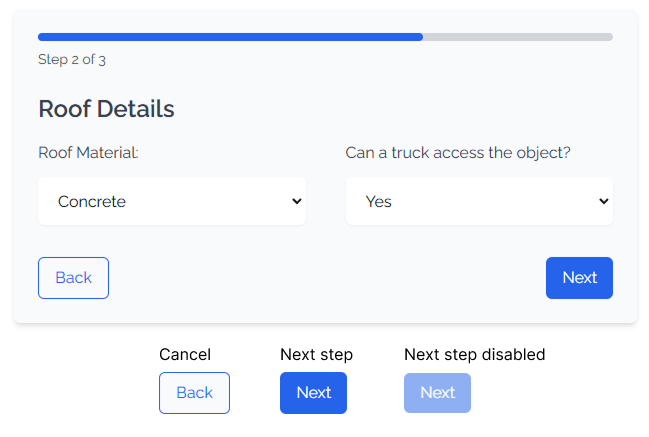 Step 2 of 3
Roof Details
Roof Material:
Can a truck access the object?
Concrete
Yes
Back
Next
Cancel
Next step
Next step disabled
Back
Next
Next